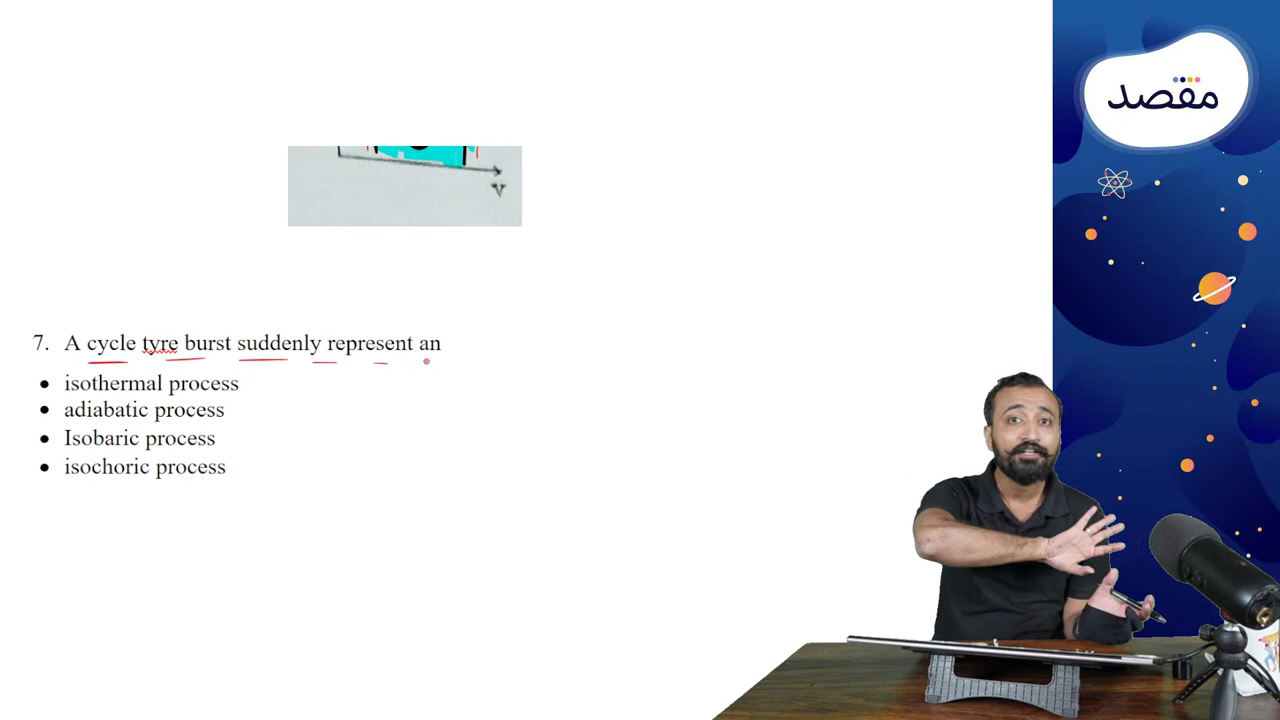 مقصد
V
7. A cycle tyre burst suddenly represent an
• isothermal process
• adiabatic process
• Isobaric process
• isochoric process